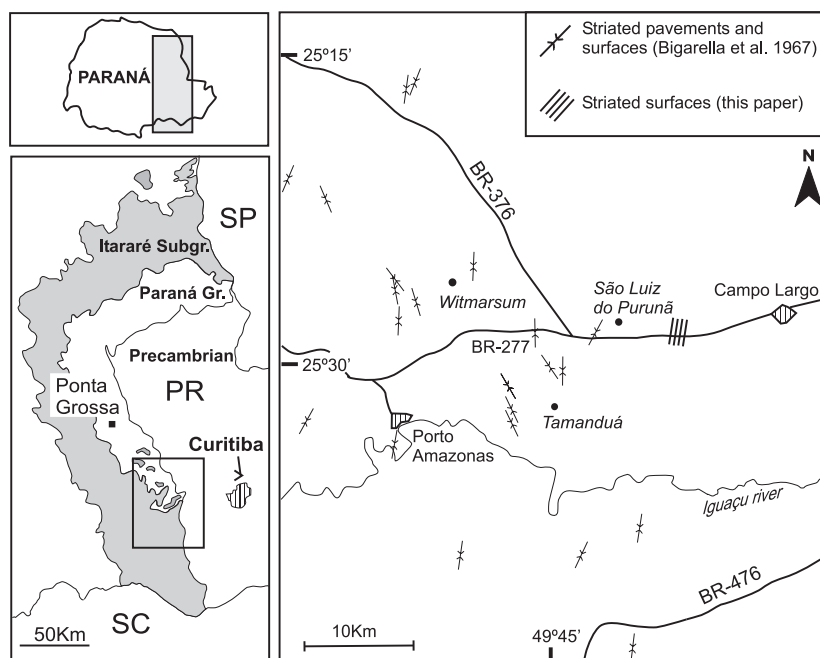 PARANÁ
SP
Itararé Subgr.
Paraná Gr.
Precambrian
PR
Ponta
Grossa
Curitiba
SC
50Km
25º15'
Striated pavements and
surfaces (Bigarella et al. 1967)
Striated surfaces (this paper)
N
BR-376
Witmarsum
São Luiz
do Purunã
Campo Largo
BR-277
25º30'
Tamanduá
Porto
Amazonas
Iguaçu river
BR-476
10Km
49º45'